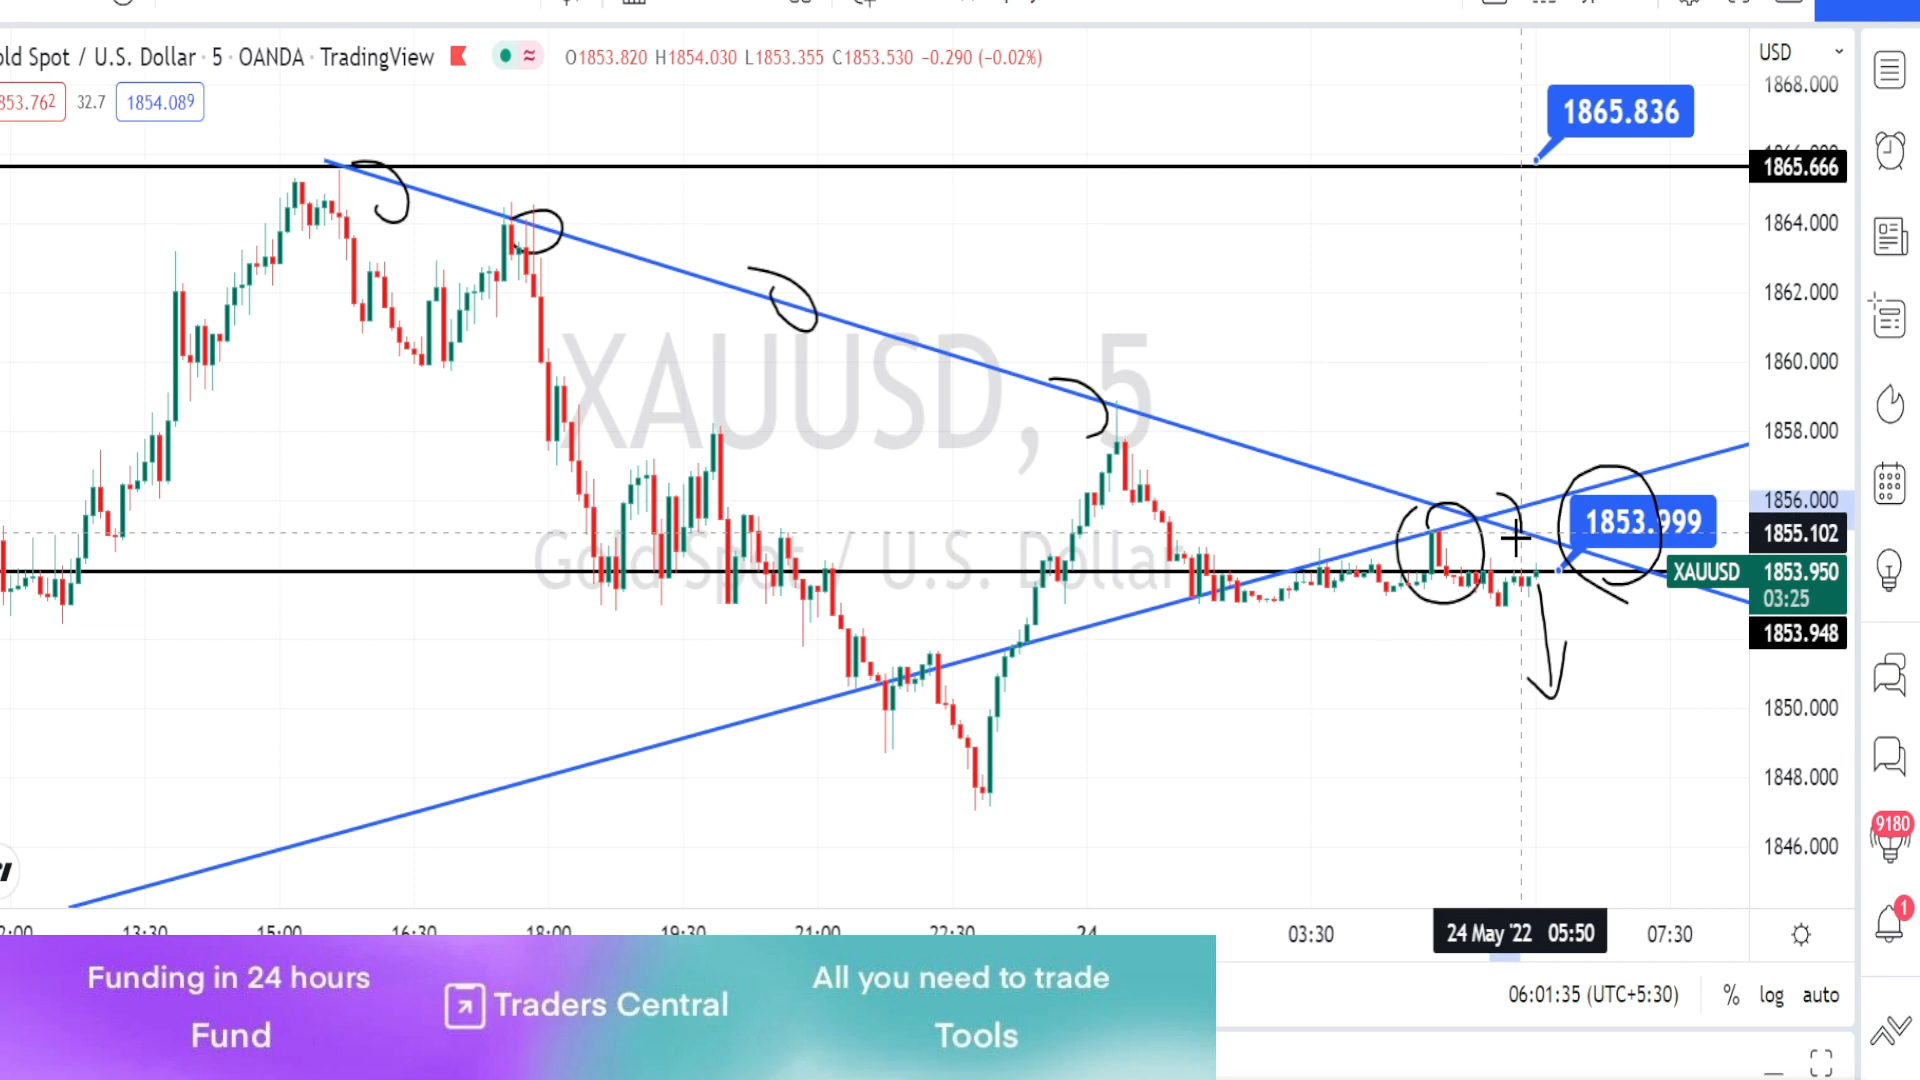 old Spot / U.S. Dollar · 5 · OANDA · TradingView
O1853.820 H1854.030 L1853.355 C1853.530 −0.290 (−0.02%)
USD
853.762 32.7 1854.089
1865.836
1868.000
1865.666
1864.000
1862.000
1860.000
XAUUSD, 5
Gold Spot / U.S. Dollar
1858.000
1856.000
1853.999
1855.102
XAUUSD 1853.950
03:25
1853.948
1850.000
1848.000
1846.000
9180
1
2:00 13:30 15:00 16:30 18:00 19:30 21:00 22:30 24 03:30 24 May '22 05:50 07:30
06:01:35 (UTC+5:30) % log auto
Funding in 24 hours
Fund
Traders Central
All you need to trade
Tools